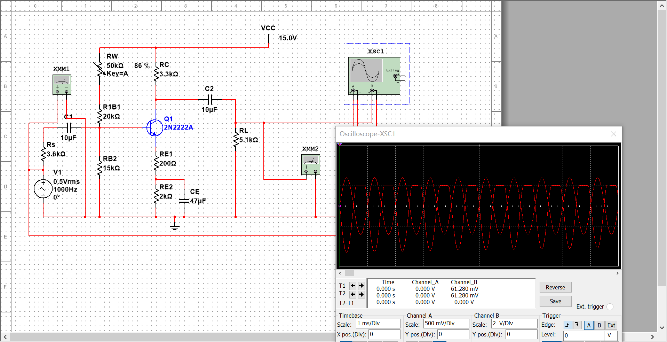 VCC
15.0V
RW
50kΩ
Key=A
86 %
RC
3.3kΩ
XSC1
XMM1
C2
10µF
C1
10µF
R1B1
20kΩ
Q1
2N2222A
RL
5.1kΩ
Rs
3.6kΩ
RB2
15kΩ
RE1
200Ω
XMM2
V1
0.5Vrms
1000Hz
0°
RE2
2kΩ
CE
47µF
Oscilloscope-XSC1
Time Channel_A Channel_B
T1 0.000 s 0.000 V 61.280 mV
T2 0.000 s 0.000 V 61.280 mV
T2-T1 0.000 s 0.000 V 0.000 V
Reverse
Save
Ext. trigger
Timebase
Scale: 1 ms/Div
X pos.(Div): 0
Channel A
Scale: 500 mV/Div
Y pos.(Div): 0
Channel B
Scale: 2 V/Div
Y pos.(Div): 0
Trigger
Edge: A B Ext
Level: 0 V